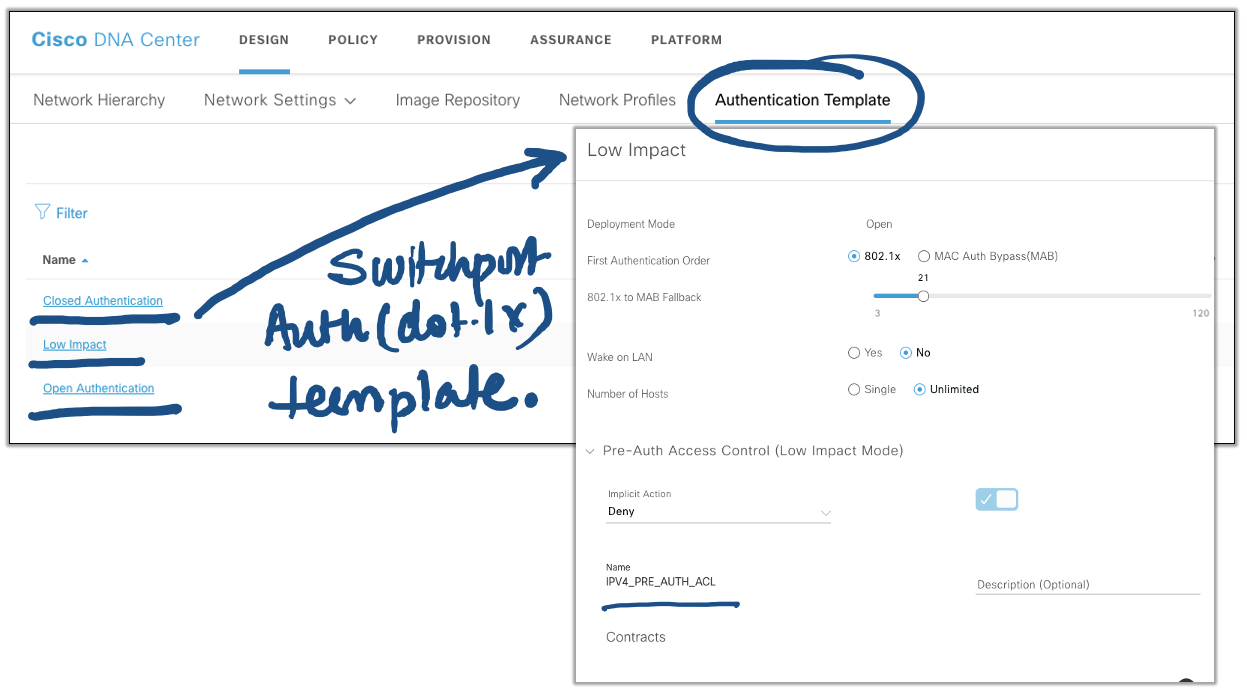 Cisco DNA Center DESIGN POLICY PROVISION ASSURANCE PLATFORM
Network Hierarchy Network Settings Image Repository Network Profiles Authentication Template
Filter
Name
Closed Authentication
Low Impact
Open Authentication
Switchport
Auth (dot.1x)
template.
Low Impact
Deployment Mode Open
First Authentication Order 802.1x MAC Auth Bypass(MAB)
21
802.1x to MAB Fallback
3 120
Wake on LAN Yes No
Number of Hosts Single Unlimited
Pre-Auth Access Control (Low Impact Mode)
Implicit Action
Deny
Name
IPV4_PRE_AUTH_ACL
Description (Optional)
Contracts